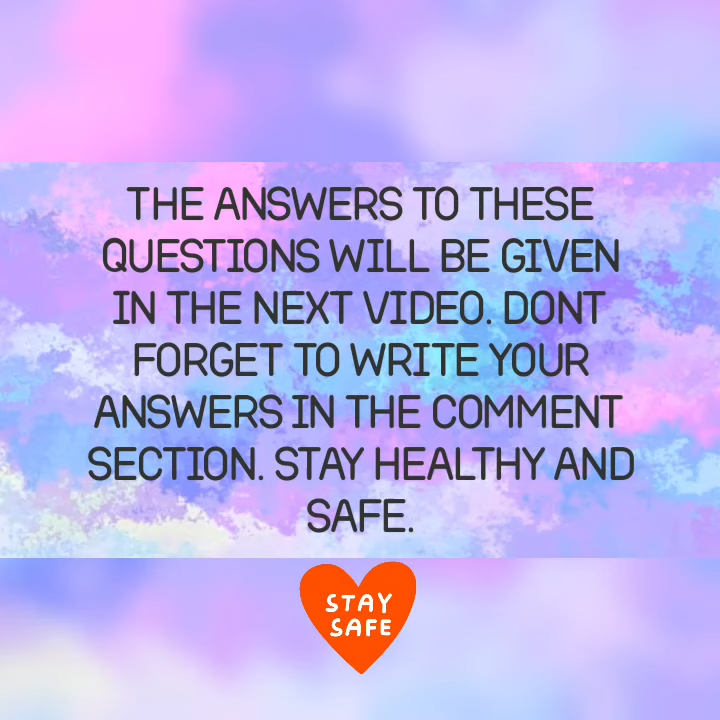 THE ANSWERS TO THESE
QUESTIONS WILL BE GIVEN
IN THE NEXT VIDEO. DONT
FORGET TO WRITE YOUR
ANSWERS IN THE COMMENT
SECTION. STAY HEALTHY AND
SAFE.
STAY
SAFE